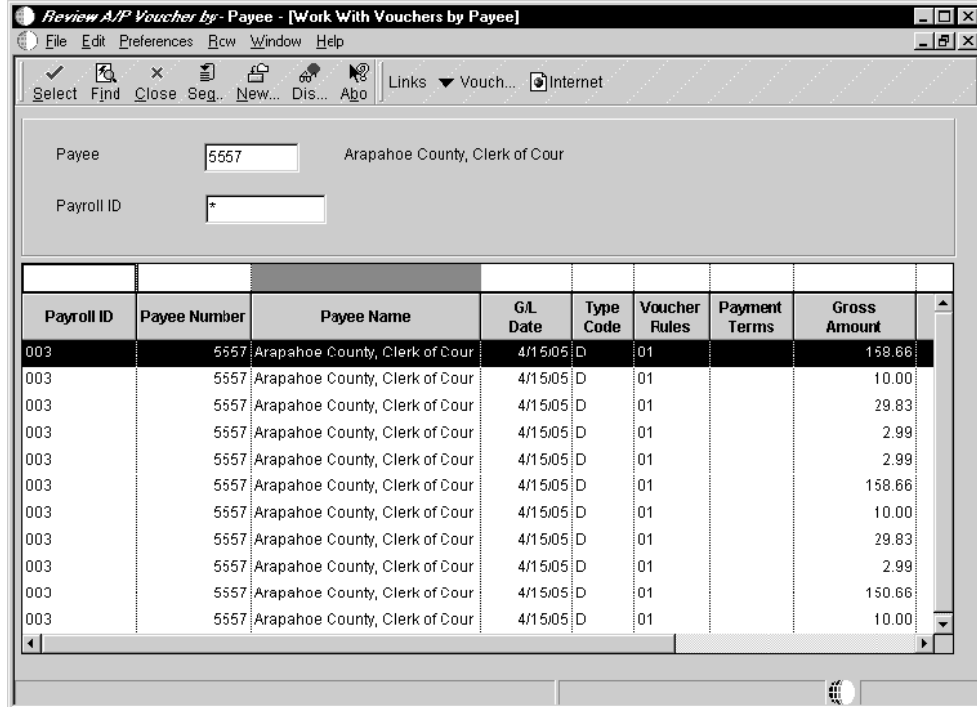 Review A/P Voucher by - Payee - [Work With Vouchers by Payee]
File Edit Preferences Row Window Help
Select Find Close Seq.. New... Dis... Abo Links Vouch... Internet
Payee 5557 Arapahoe County, Clerk of Cour
Payroll ID *
Payroll ID Payee Number Payee Name G/L Date Type Code Voucher Rules Payment Terms Gross Amount
003 5557 Arapahoe County, Clerk of Cour 4/15/05 D 01 158.66
003 5557 Arapahoe County, Clerk of Cour 4/15/05 D 01 10.00
003 5557 Arapahoe County, Clerk of Cour 4/15/05 D 01 29.83
003 5557 Arapahoe County, Clerk of Cour 4/15/05 D 01 2.99
003 5557 Arapahoe County, Clerk of Cour 4/15/05 D 01 2.99
003 5557 Arapahoe County, Clerk of Cour 4/15/05 D 01 158.66
003 5557 Arapahoe County, Clerk of Cour 4/15/05 D 01 10.00
003 5557 Arapahoe County, Clerk of Cour 4/15/05 D 01 29.83
003 5557 Arapahoe County, Clerk of Cour 4/15/05 D 01 2.99
003 5557 Arapahoe County, Clerk of Cour 4/15/05 D 01 150.66
003 5557 Arapahoe County, Clerk of Cour 4/15/05 D 01 10.00